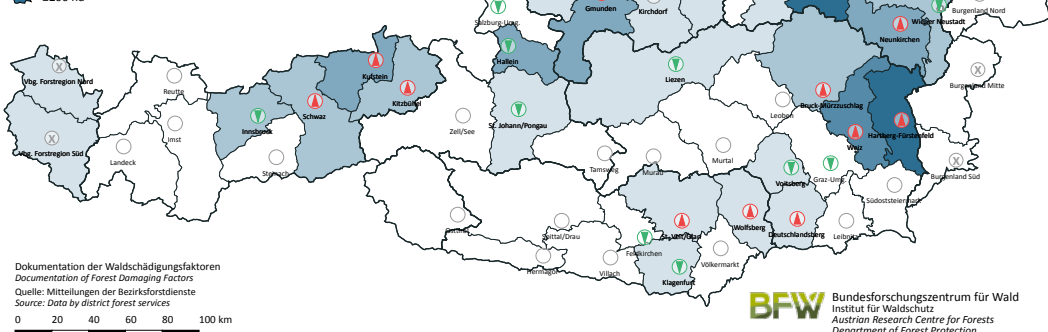 Gmunden
Kirchdorf
Burgenland Nord
Salzburg-Umg.
Wiener Neustadt
Neunkirchen
Hallein
Vbg. Forstregion Nord
Reutte
Kufstein
Liezen
Burgenland Mitte
Kitzbühel
Bruck-Mürzzuschlag
Schwaz
St. Johann/Pongau
Leoben
Innsbruck
Zell/See
Hartberg-Fürstenfeld
Imst
Weiz
Vbg. Forstregion Süd
Landeck
Steinach
Tamsweg
Murau
Murtal
Voitsberg
Graz-Umg.
Burgenland Süd
Südoststeiermark
Osttirol
Spittal/Drau
St. Veit/Glan
Wolfsberg
Deutschlandsberg
Leibnitz
Feldkirchen
Völkermarkt
Hermagor
Villach
Klagenfurt
Dokumentation der Waldschädigungsfaktoren
Documentation of Forest Damaging Factors
Quelle: Mitteilungen der Bezirksforstdienste
Source: Data by district forest services
0 20 40 60 80 100 km
BFW
Bundesforschungszentrum für Wald
Institut für Waldschutz
Austrian Research Centre for Forests
Department of Forest Protection